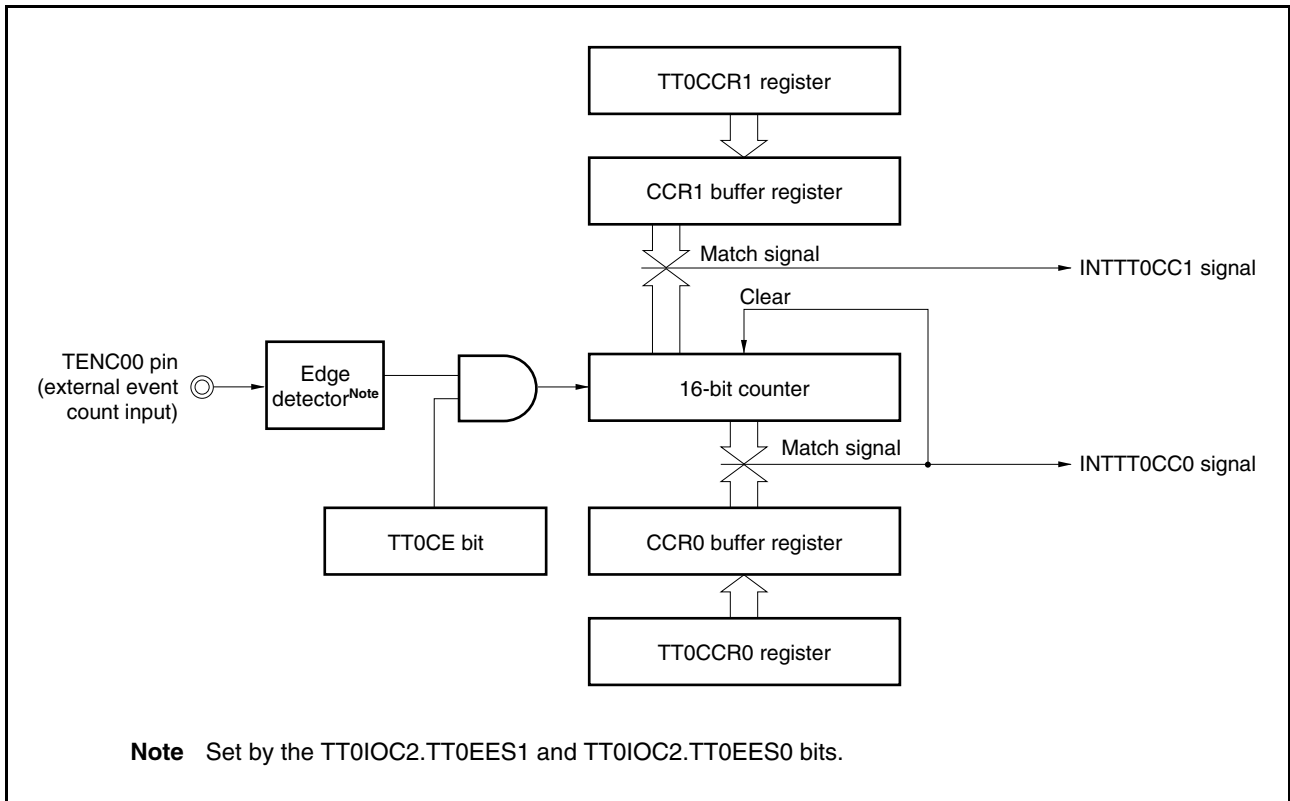 TT0CCR1 register
CCR1 buffer register
Match signal
INTTT0CC1 signal
Clear
TENC00 pin
(external event
count input)
Edge
detectorNote
16-bit counter
Match signal
INTTT0CC0 signal
TT0CE bit
CCR0 buffer register
TT0CCR0 register
Note Set by the TT0IOC2.TT0EES1 and TT0IOC2.TT0EES0 bits.